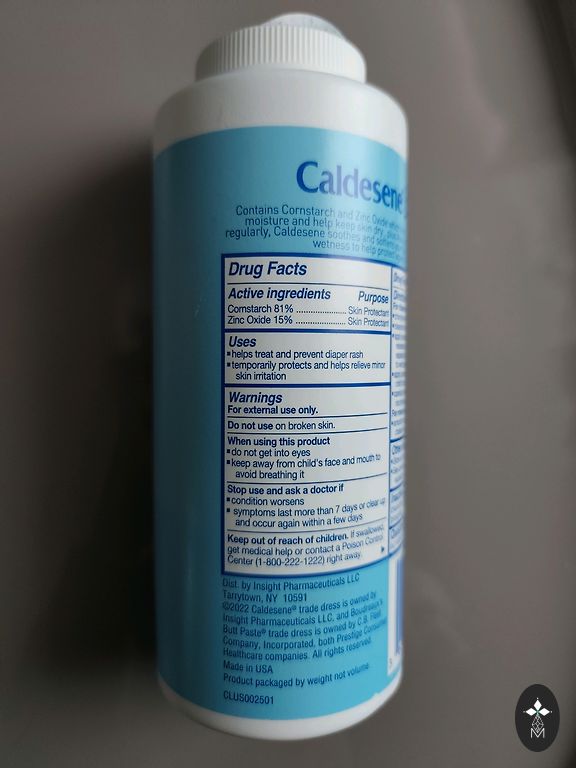 Caldesene
Contains Cornstarch and Zinc Oxide
moisture and help keep skin dry.
regularly, Caldesene soothes and
wetness to help protect
Drug Facts
Active ingredients Purpose
Cornstarch 81% ...................... Skin Protectant
Zinc Oxide 15% ...................... Skin Protectant
Uses
▪helps treat and prevent diaper rash
▪temporarily protects and helps relieve minor
skin irritation
Warnings
For external use only.
Do not use on broken skin.
When using this product
▪do not get into eyes
▪keep away from child's face and mouth to
avoid breathing it
Stop use and ask a doctor if
▪condition worsens
▪ symptoms last more than 7 days or clear up
and occur again within a few days
Keep out of reach of children. If swallowed,
get medical help or contact a Poison Control
Center (1-800-222-1222) right away.
Dist. by Insight Pharmaceuticals LLC
Tarrytown, NY 10591
©2022 Caldesene® trade dress is owned by
Insight Pharmaceuticals LLC. and Boudreaux's
Butt Paste® trade dress is owned by C.B. Fleet
Company, Incorporated, both Prestige Consumer
Healthcare companies. All rights reserved.
Made in USA
Product packaged by weight not volume.
CLUS002501
M